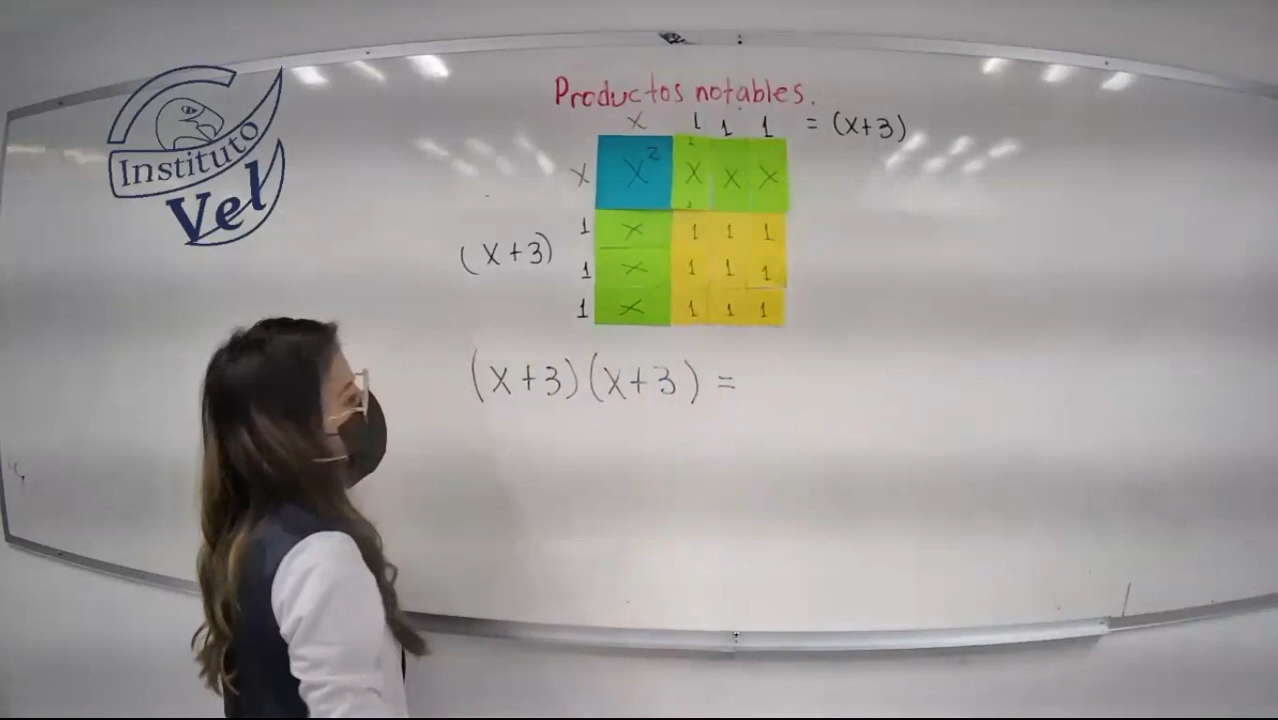 Instituto
Vel
Productos notables.
x 1 1 1 = (x+3)
x x² x x x
1 x 1 1 1
(x+3)
1 x 1 1 1
1 x 1 1 1
(x+3)(x+3) =